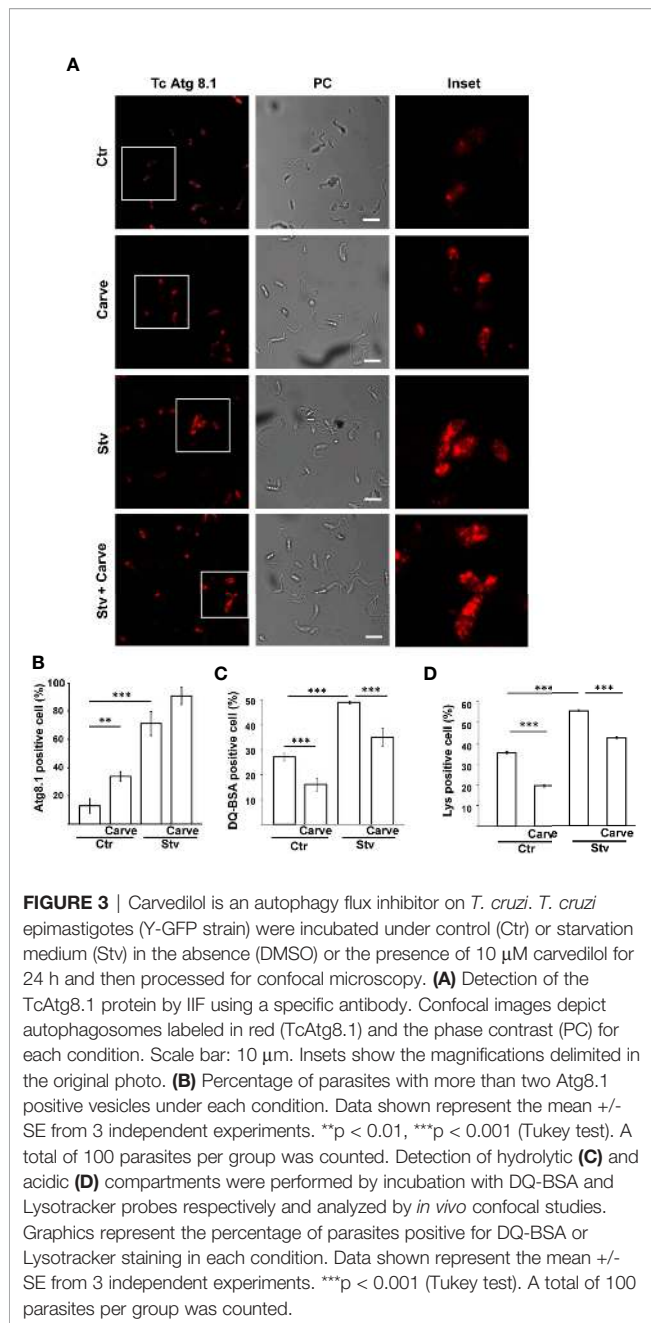 A
Tc Atg 8.1 PC Inset
Ctr
Carve
Stv
Stv + Carve
B
Atg8.1 positive cell (%)
100
80
60
40
20
** ***
Carve Carve
Ctr Stv
C
DQ-BSA positive cell (%)
50
40
30
20
10
*** *** ***
Carve Carve
Ctr Stv
D
Lys positive cell (%)
60
50
40
30
20
10
*** *** ***
Carve Carve
Ctr Stv
FIGURE 3 | Carvedilol is an autophagy flux inhibitor on T. cruzi. T. cruzi
epimastigotes (Y-GFP strain) were incubated under control (Ctr) or starvation
medium (Stv) in the absence (DMSO) or the presence of 10 μM carvedilol for
24 h and then processed for confocal microscopy. (A) Detection of the
TcAtg8.1 protein by IIF using a specific antibody. Confocal images depict
autophagosomes labeled in red (TcAtg8.1) and the phase contrast (PC) for
each condition. Scale bar: 10 μm. Insets show the magnifications delimited in
the original photo. (B) Percentage of parasites with more than two Atg8.1
positive vesicles under each condition. Data shown represent the mean +/-
SE from 3 independent experiments. **p < 0.01, ***p < 0.001 (Tukey test). A
total of 100 parasites per group was counted. Detection of hydrolytic (C) and
acidic (D) compartments were performed by incubation with DQ-BSA and
Lysotracker probes respectively and analyzed by in vivo confocal studies.
Graphics represent the percentage of parasites positive for DQ-BSA or
Lysotracker staining in each condition. Data shown represent the mean +/-
SE from 3 independent experiments. ***p < 0.001 (Tukey test). A total of 100
parasites per group was counted.